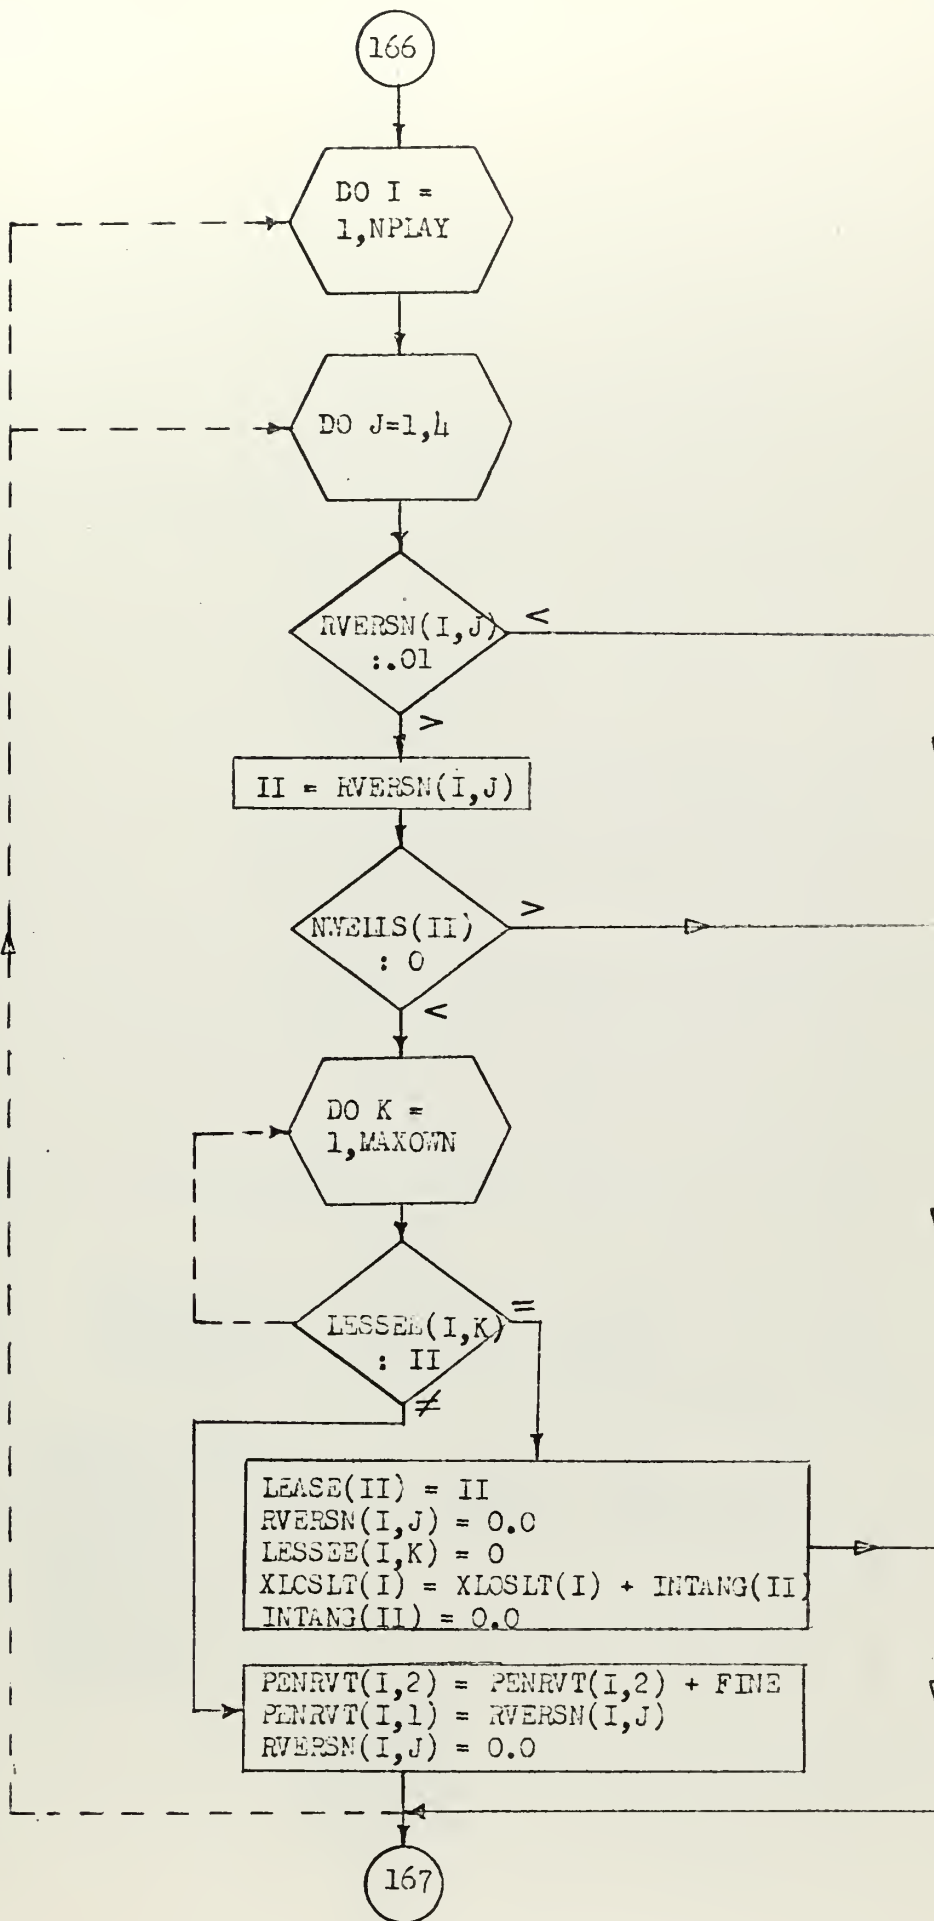 166
DO I =
1,NPLAY
DO J=1,4
RVERSN(I,J)
:.01
<
>
II = RVERSN(I,J)
NWELLS(II)
: 0
>
<
DO K =
1,MAXOWN
LESSEE(I,K)
: II
=
≠
LEASE(II) = II
RVERSN(I,J) = 0.0
LESSEE(I,K) = 0
XLOSLT(I) = XLOSLT(I) + INTANG(II)
INTANG(II) = 0.0
PENRVT(I,2) = PENRVT(I,2) + FINE
PENRVT(I,1) = RVERSN(I,J)
RVERSN(I,J) = 0.0
167